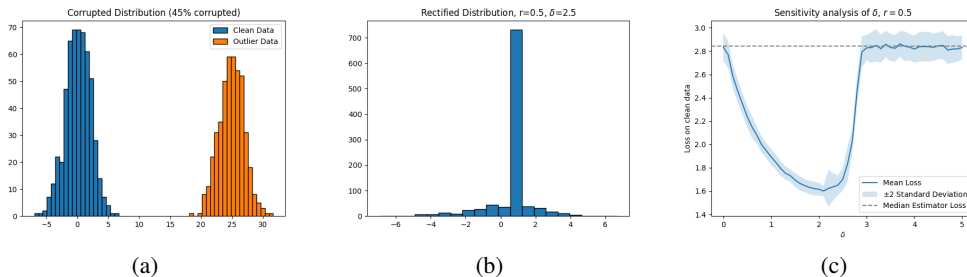 Corrupted Distribution (45% corrupted)
Clean Data
Outlier Data
70
60
50
40
30
20
10
0
−5 0 5 10 15 20 25 30
(a)
Rectified Distribution, r=0.5, δ=2.5
700
600
500
400
300
200
100
0
−6 −4 −2 0 2 4 6
(b)
Sensitivity analysis of δ, r = 0.5
Loss on clean data
2.8
2.6
2.4
2.2
2.0
1.8
1.6
1.4
Mean Loss
±2 Standard Deviation
Median Estimator Loss
0 1 2 3 4 5
δ
(c)